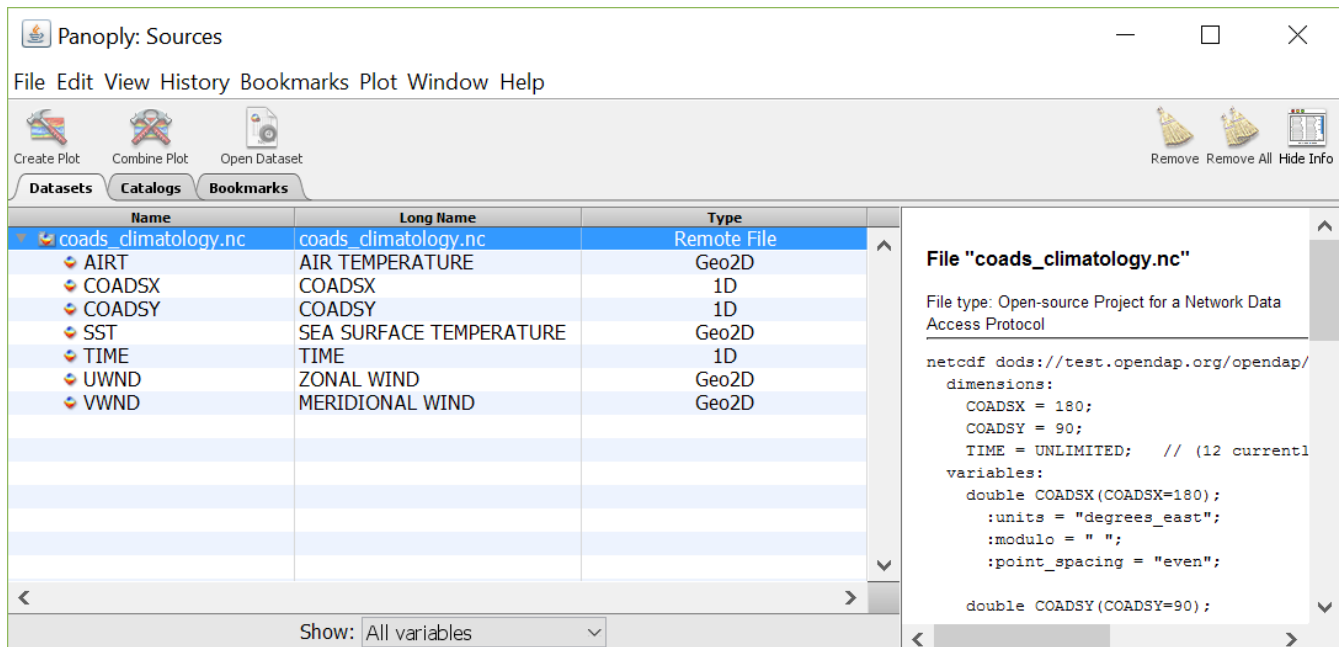 Panoply: Sources
File Edit View History Bookmarks Plot Window Help
Create Plot Combine Plot Open Dataset Remove Remove All Hide Info
Datasets Catalogs Bookmarks
Name Long Name Type
coads_climatology.nc coads_climatology.nc Remote File
AIRT AIR TEMPERATURE Geo2D
COADSX COADSX 1D
COADSY COADSY 1D
SST SEA SURFACE TEMPERATURE Geo2D
TIME TIME 1D
UWND ZONAL WIND Geo2D
VWND MERIDIONAL WIND Geo2D
Show: All variables
File "coads_climatology.nc"
File type: Open-source Project for a Network Data
Access Protocol
netcdf dods://test.opendap.org/opendap/
dimensions:
COADSX = 180;
COADSY = 90;
TIME = UNLIMITED; // (12 currentl
variables:
double COADSX(COADSX=180);
:units = "degrees_east";
:modulo = " ";
:point_spacing = "even";
double COADSY(COADSY=90);